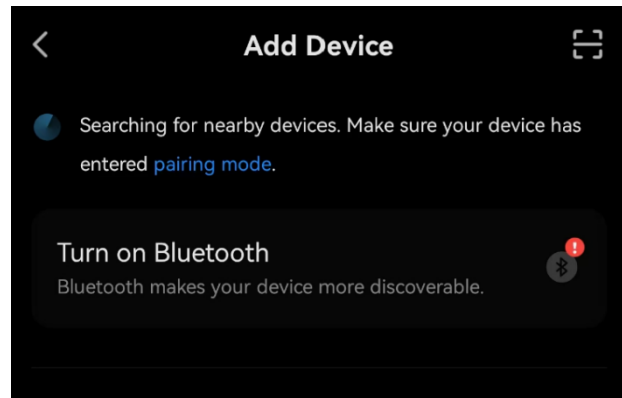 Add Device
Searching for nearby devices. Make sure your device has
entered pairing mode.
Turn on Bluetooth
Bluetooth makes your device more discoverable.